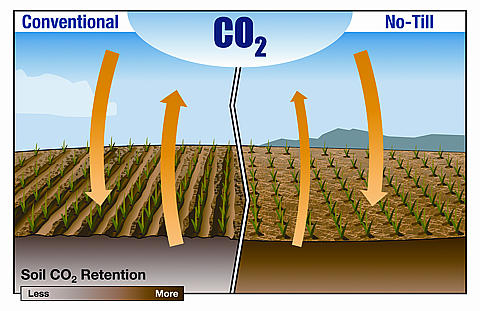 Conventional
CO₂
No-Till
Soil CO₂ Retention
Less
More